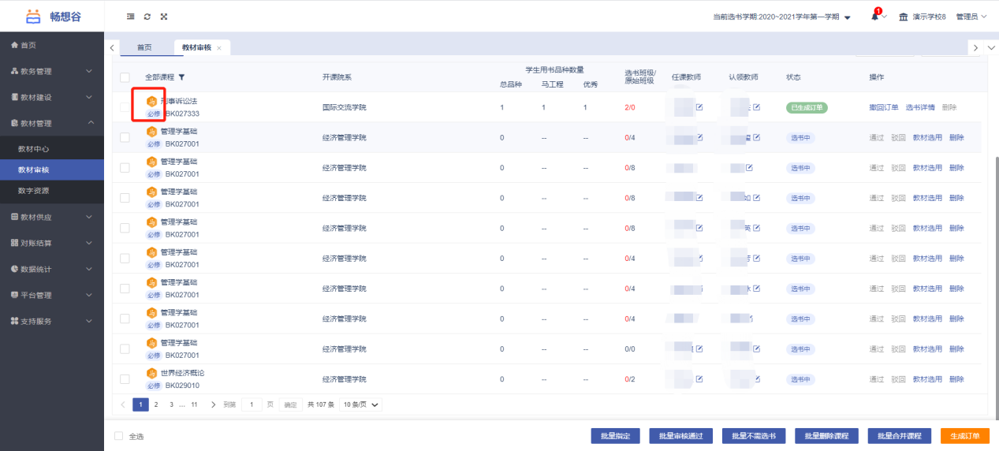 畅想谷
当前选书学期:2020~2021学年第一学期
1
演示学校8
管理员
首页
教务管理
教材建设
教材管理
教材中心
教材审核
数字资源
教材供应
对账结算
数据统计
平台管理
支持服务
首页
教材审核
全部课程 开课院系 学生用书品种数量 选书班级/原始班级 任课教师 认领教师 状态 操作
总品种 马工程 优秀
马 刑事诉讼法
必修 BK027333 国际交流学院 1 1 1 2/0 已生成订单 撤回订单 选书详情 删除
马 管理学基础
必修 BK027001 经济管理学院 0 -- -- 0/4 选书中 通过 驳回 教材选用 删除
马 管理学基础
必修 BK027001 经济管理学院 0 -- -- 0/8 选书中 通过 驳回 教材选用 删除
马 管理学基础
必修 BK027001 经济管理学院 0 -- -- 0/8 如 选书中 通过 驳回 教材选用 删除
马 管理学基础
必修 BK027001 经济管理学院 0 -- -- 0/8 英 选书中 通过 驳回 教材选用 删除
马 管理学基础
必修 BK027001 经济管理学院 0 -- -- 0/4 选书中 通过 驳回 教材选用 删除
马 管理学基础
必修 BK027001 经济管理学院 0 -- -- 0/4 选书中 通过 驳回 教材选用 删除
马 管理学基础
必修 BK027001 经济管理学院 0 -- -- 0/4 选书中 通过 驳回 教材选用 删除
马 管理学基础
必修 BK027001 经济管理学院 0 -- -- 0/0 选书中 通过 驳回 教材选用 删除
马 世界经济概论
必修 BK029010 经济管理学院 0 -- -- 0/2 选书中 通过 驳回 教材选用 删除
1 2 3 ... 11 到第 1 页 确定 共 107 条 10 条/页
全选 批量指定 批量审核通过 批量不需选书 批量删除课程 批量合并课程 生成订单